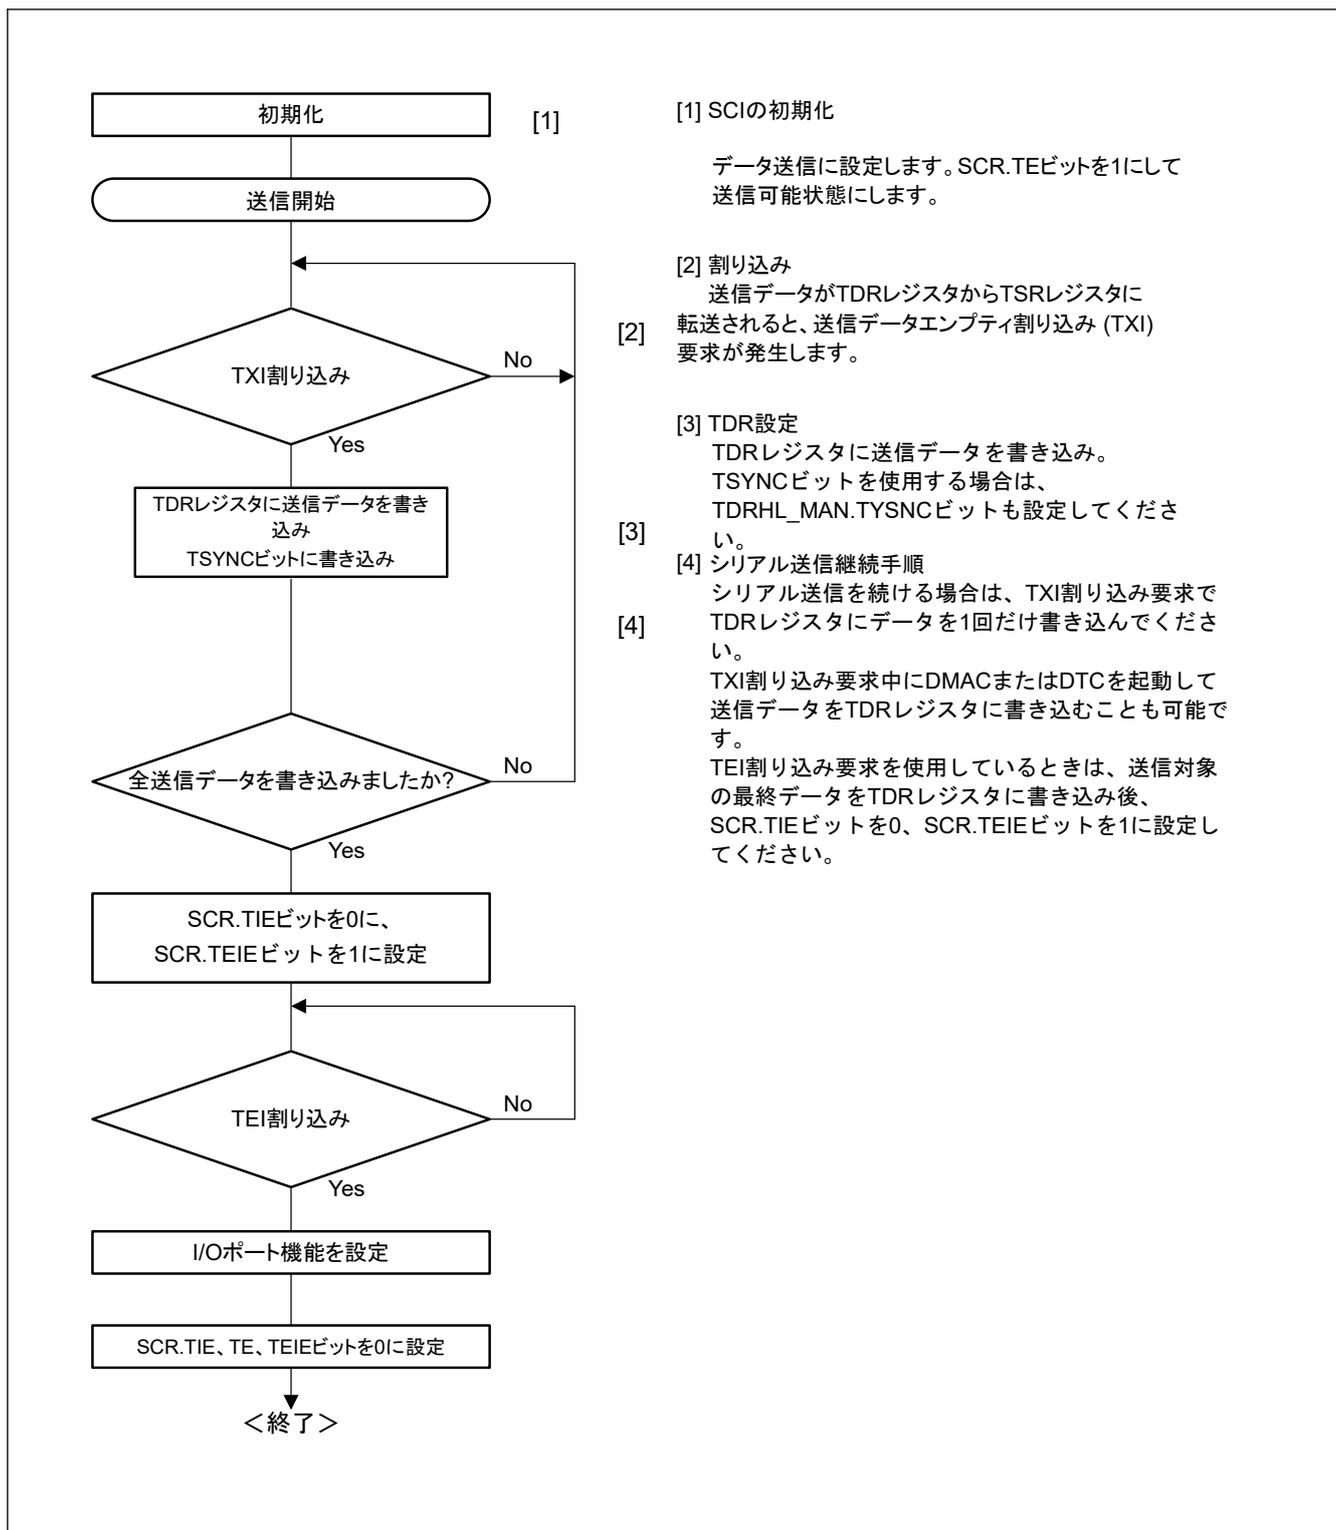 初期化
[1]
送信開始
TXI割り込み
No
[2]
Yes
TDRレジスタに送信データを書き
込み
TSYNCビットに書き込み
[3]
[4]
全送信データを書き込みましたか?
No
Yes
SCR.TIEビットを0に、
SCR.TEIEビットを1に設定
TEI割り込み
No
Yes
I/Oポート機能を設定
SCR.TIE、TE、TEIEビットを0に設定
＜終了＞
[1] SCIの初期化
データ送信に設定します。SCR.TEビットを1にして
送信可能状態にします。
[2] 割り込み
送信データがTDRレジスタからTSRレジスタに
転送されると、送信データエンプティ割り込み (TXI)
要求が発生します。
[3] TDR設定
TDRレジスタに送信データを書き込み。
TSYNCビットを使用する場合は、
TDRHL_MAN.TYSNCビットも設定してくださ
い。
[4] シリアル送信継続手順
シリアル送信を続ける場合は、TXI割り込み要求で
TDRレジスタにデータを1回だけ書き込んでくださ
い。
TXI割り込み要求中にDMACまたはDTCを起動して
送信データをTDRレジスタに書き込むことも可能で
す。
TEI割り込み要求を使用しているときは、送信対象
の最終データをTDRレジスタに書き込み後、
SCR.TIEビットを0、SCR.TEIEビットを1に設定し
てください。